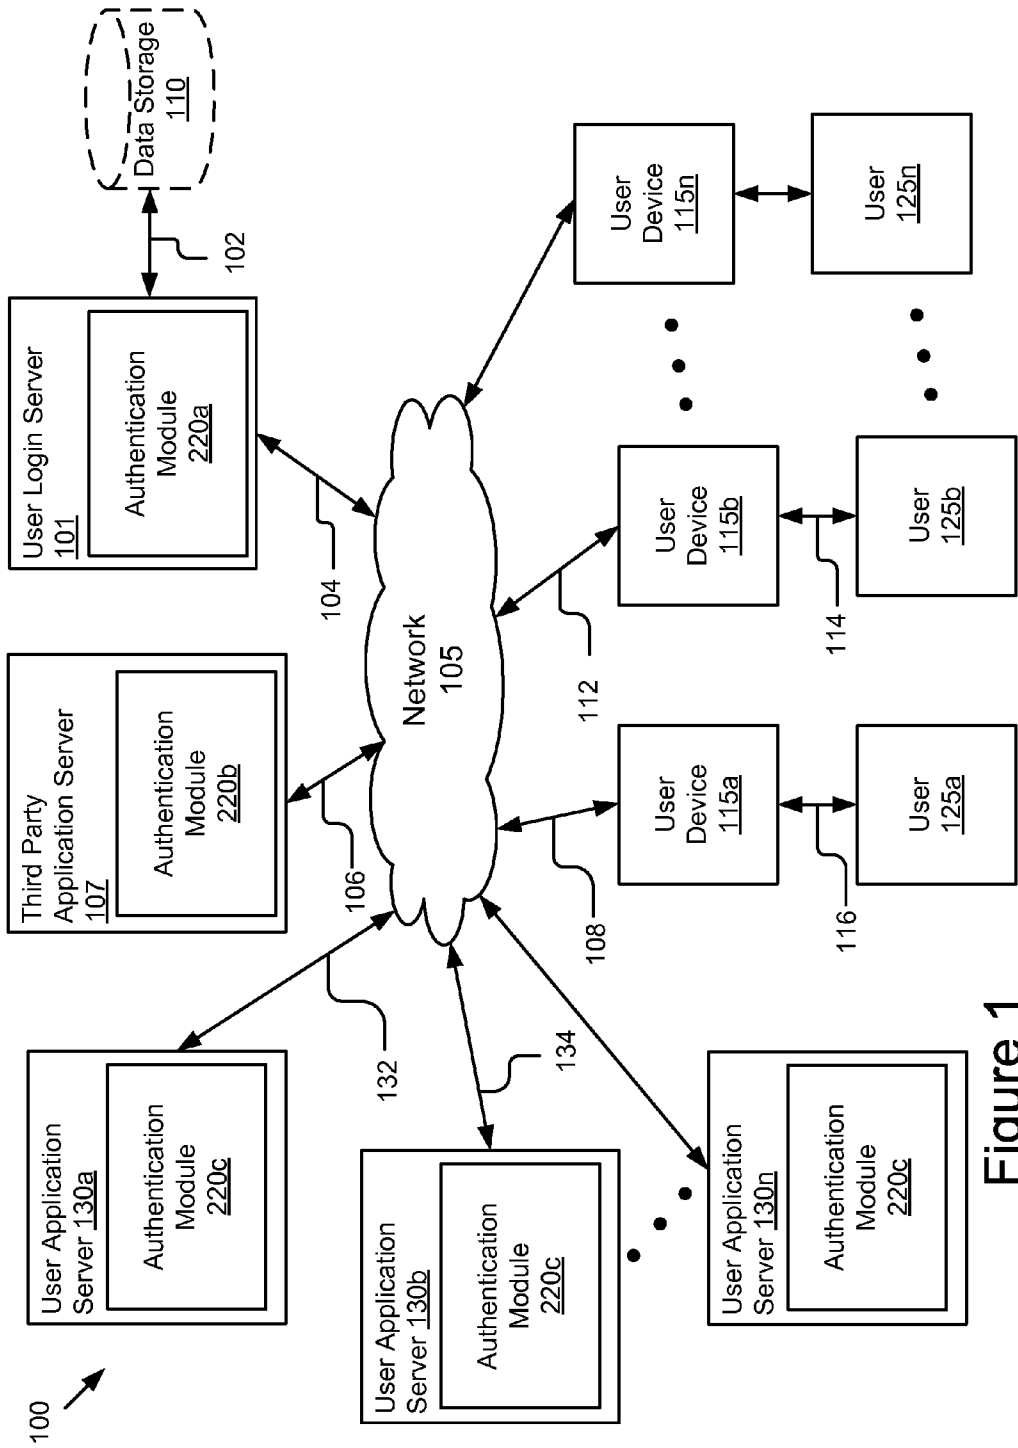 100
User Application
Server 130a
Authentication
Module
220c
132
Third Party
Application Server
107
Authentication
Module
220b
106
User Login Server
101
Authentication
Module
220a
104
102
Data Storage
110
User Application
Server 130b
Authentication
Module
220c
134
Network
105
User Application
Server 130n
Authentication
Module
220c
108
112
User
Device
115a
User
Device
115b
User
Device
115n
116
114
User
125a
User
125b
User
125n
Figure 1